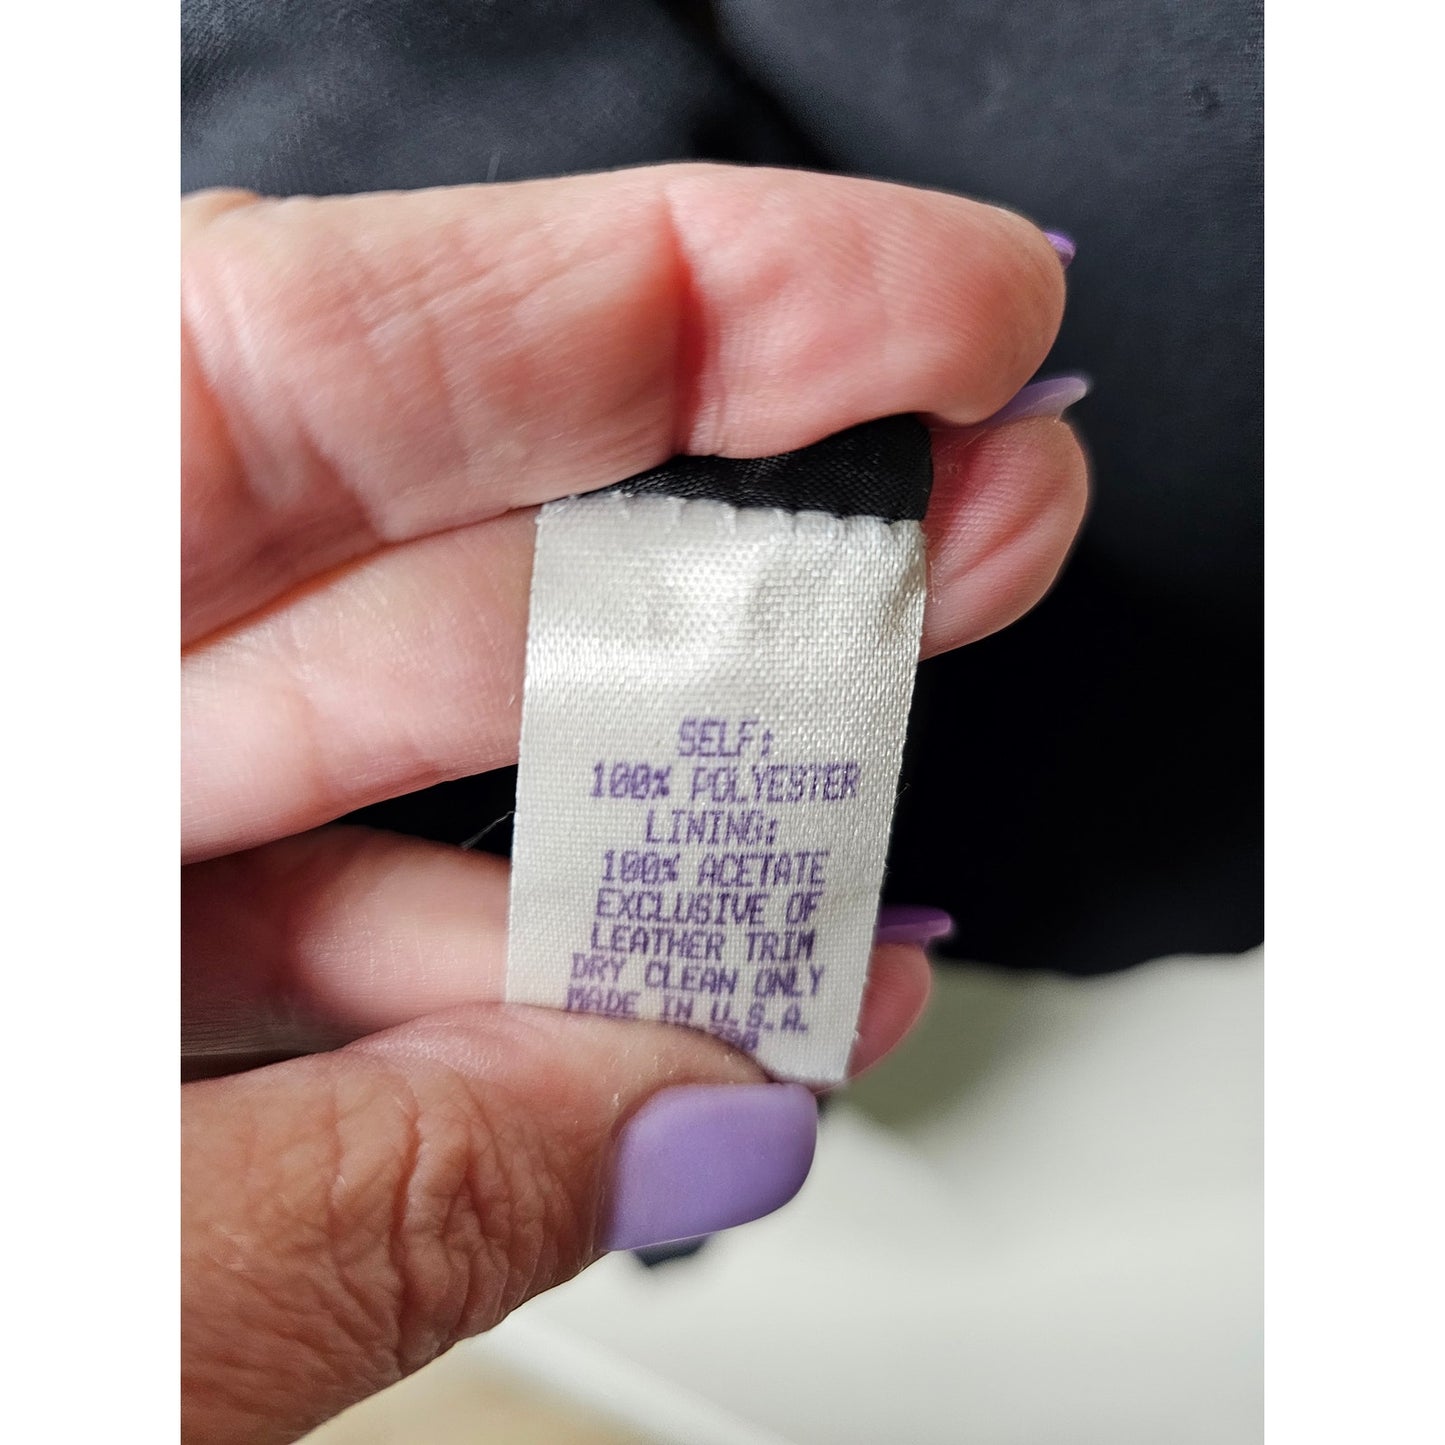 SELF:
100% POLYESTER
LINING:
100% ACETATE
EXCLUSIVE OF
LEATHER TRIM
DRY CLEAN ONLY
MADE IN U.S.A.